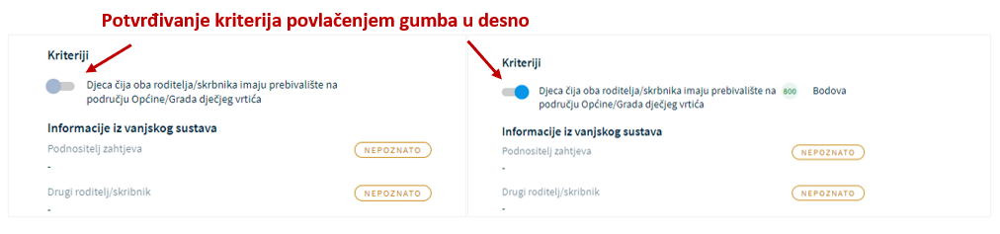 Potvrđivanje kriterija povlačenjem gumba u desno
Kriteriji
Djeca čija oba roditelja/skrbnika imaju prebivalište na
području Općine/Grada dječjeg vrtića
Informacije iz vanjskog sustava
Podnositelj zahtjeva
NEPOZNATO
-
Drugi roditelj/skribnik
NEPOZNATO
-
Kriteriji
Djeca čija oba roditelja/skrbnika imaju prebivalište na 800 Bodova
području Općine/Grada dječjeg vrtića
Informacije iz vanjskog sustava
Podnositelj zahtjeva
NEPOZNATO
-
Drugi roditelj/skribnik
NEPOZNATO
-